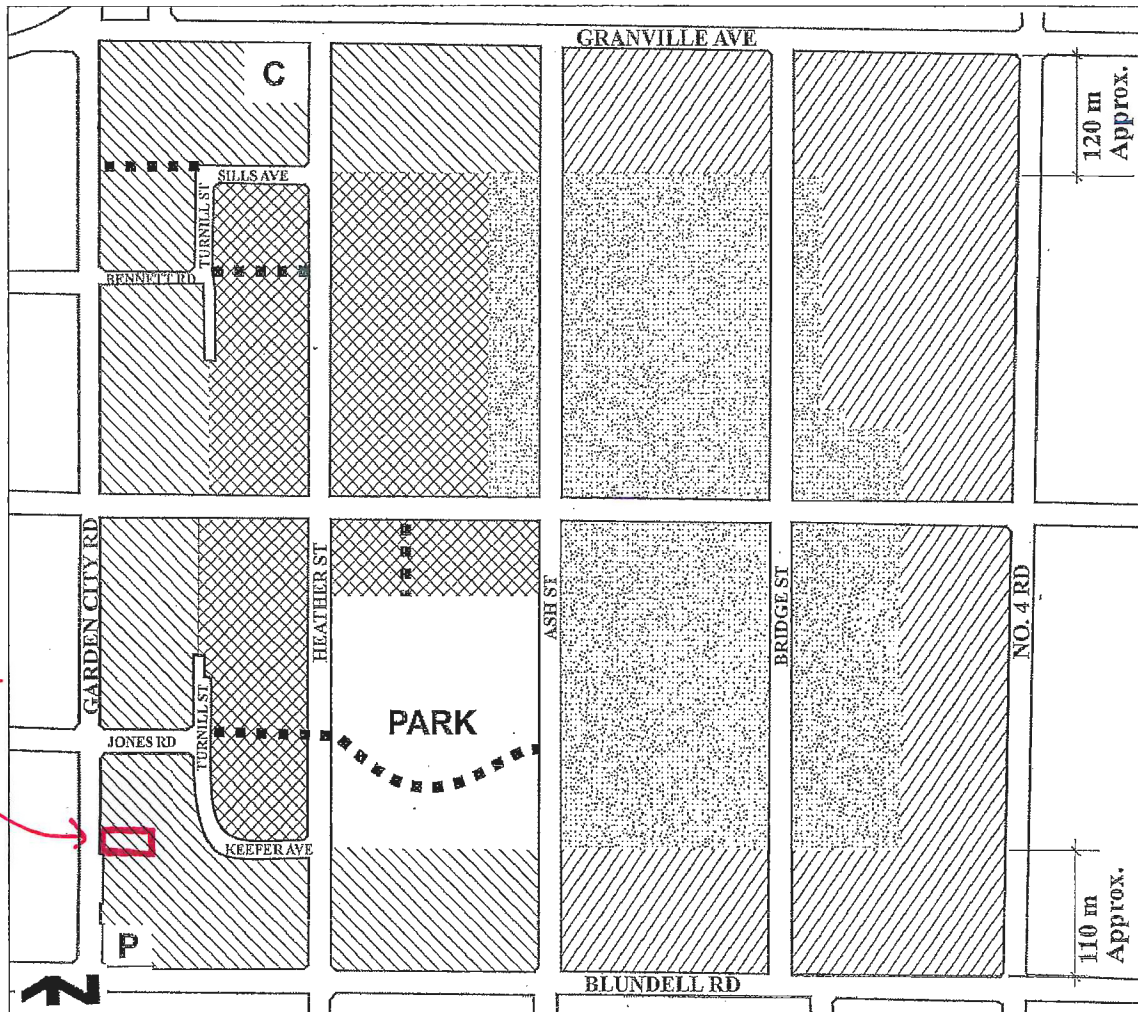 GRANVILLE AVE
C
120 m
Approx.
SILLS AVE
TURNILL ST
BENNETT RD
GARDEN CITY RD
HEATHER ST
ASH ST
BRIDGE ST
NO. 4 RD
PARK
JONES RD
TURNILL ST
KEEFER AVE
110 m
Approx.
P
BLUNDELL RD
N